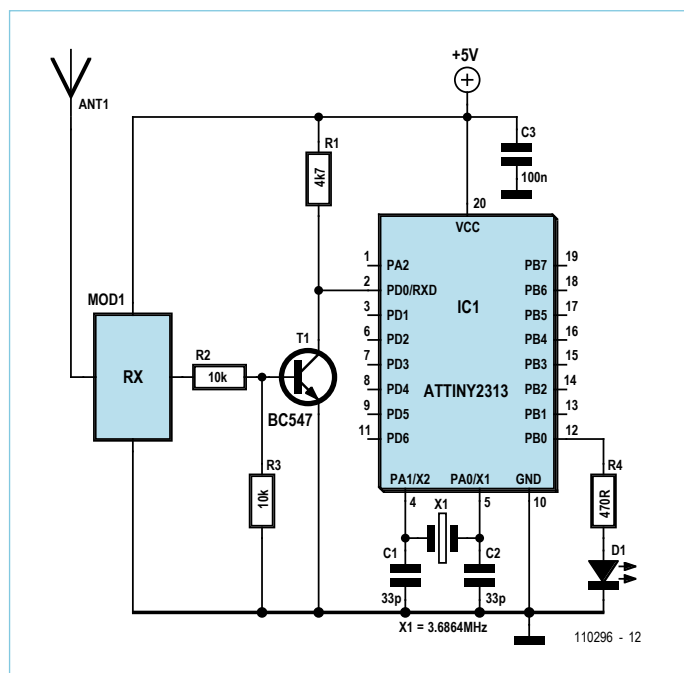 +5V
ANT1
R1
4k7
C3
100n
20
VCC
1
PA2
PB7
19
2
PD0/RXD
PB6
18
MOD1
3
PD1
IC1
PB5
17
T1
6
PD2
PB4
16
R2
7
PD3
PB3
15
RX
10k
8
PD4
ATTINY2313
PB2
14
BC547
9
PD5
PB1
13
11
PD6
PB0
12
R3
10k
PA1/X2
PA0/X1
GND
R4
470R
4
X1
5
10
C1
C2
D1
33p
33p
X1 = 3.6864MHz
110296 - 12